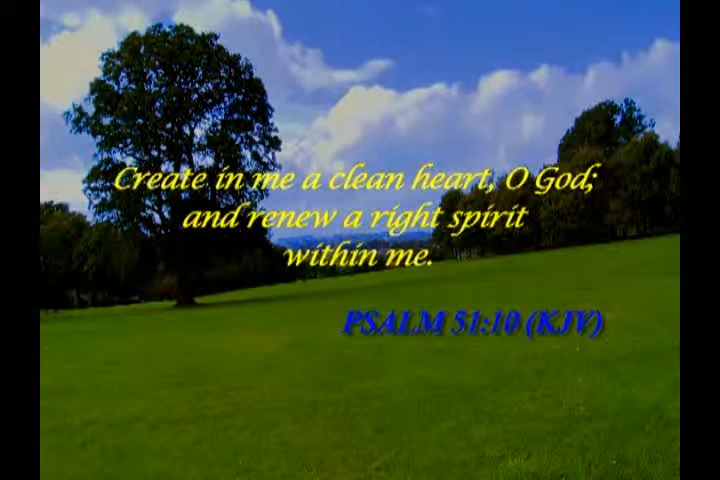 Create in me a clean heart, O God;
and renew a right spirit
within me.
PSALM 51:10 (KJV)